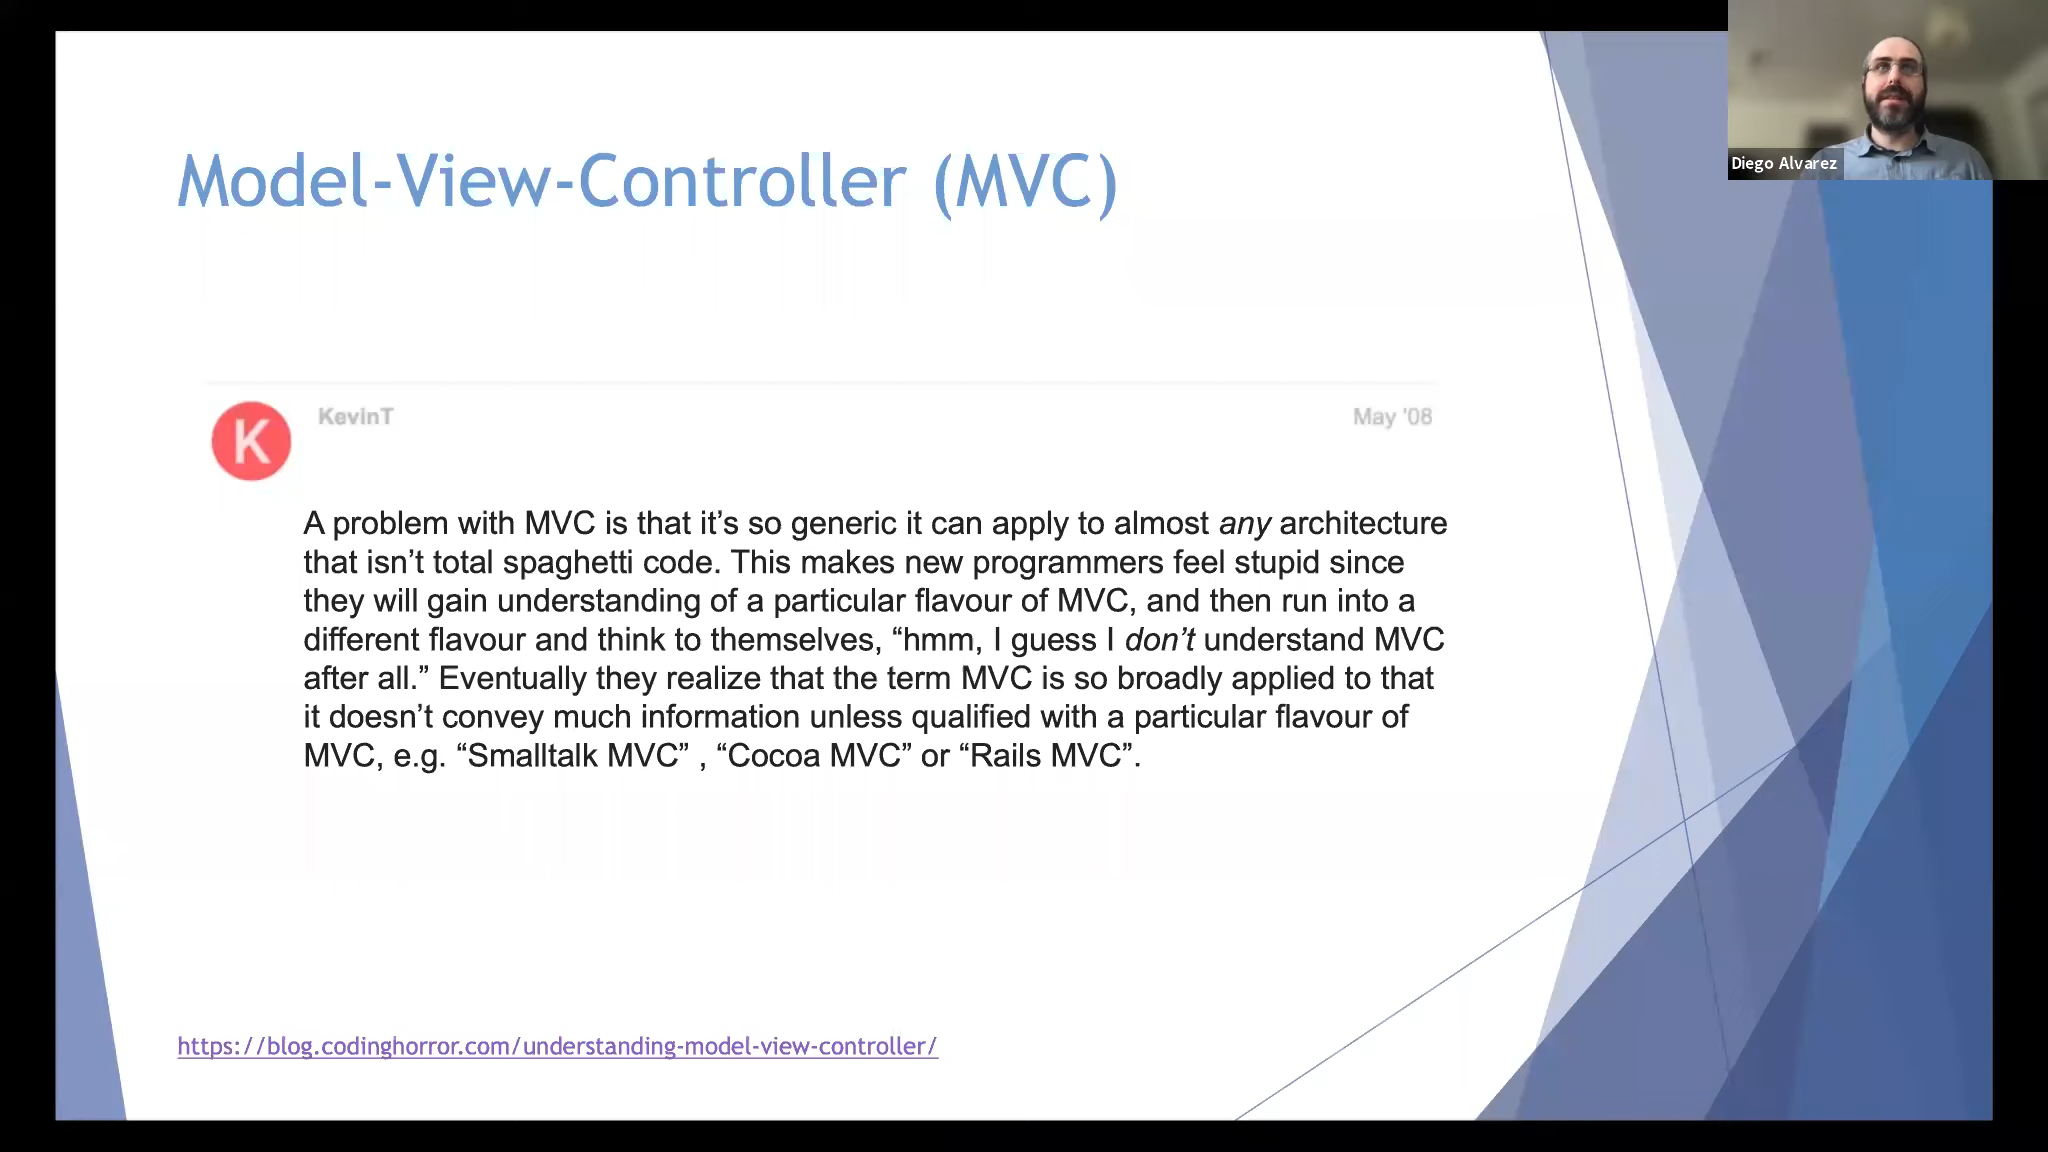 Diego Alvarez
Model-View-Controller (MVC)
K
KevinT
May '08
A problem with MVC is that it’s so generic it can apply to almost any architecture
that isn’t total spaghetti code. This makes new programmers feel stupid since
they will gain understanding of a particular flavour of MVC, and then run into a
different flavour and think to themselves, “hmm, I guess I don’t understand MVC
after all.” Eventually they realize that the term MVC is so broadly applied to that
it doesn’t convey much information unless qualified with a particular flavour of
MVC, e.g. “Smalltalk MVC” , “Cocoa MVC” or “Rails MVC”.
https://blog.codinghorror.com/understanding-model-view-controller/